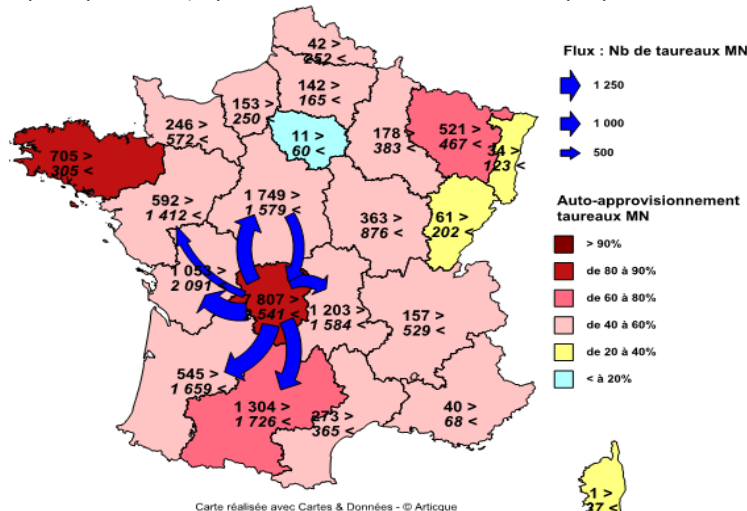 42 >
252 <
142 >
165 <
153 >
250 <
246 >
572 <
11 >
60 <
178
383 <
521 >
467 <
34 >
123 <
705 >
305 <
592 >
1 412 <
1 749 >
1 579 <
363 >
876 <
61 >
202 <
1 053 >
2 091 <
7 807 >
541 <
1 203 >
1 584 <
157 >
529 <
545 >
1 659 <
1 304 >
1 726 <
273 >
365 <
40 >
68 <
1 >
Flux : Nb de taureaux MN
1 250
1 000
500
Auto-approvisionnement
taureaux MN
> 90%
de 80 à 90%
de 60 à 80%
de 40 à 60%
de 20 à 40%
< à 20%
Carte réalisée avec Cartes & Données - © Articque